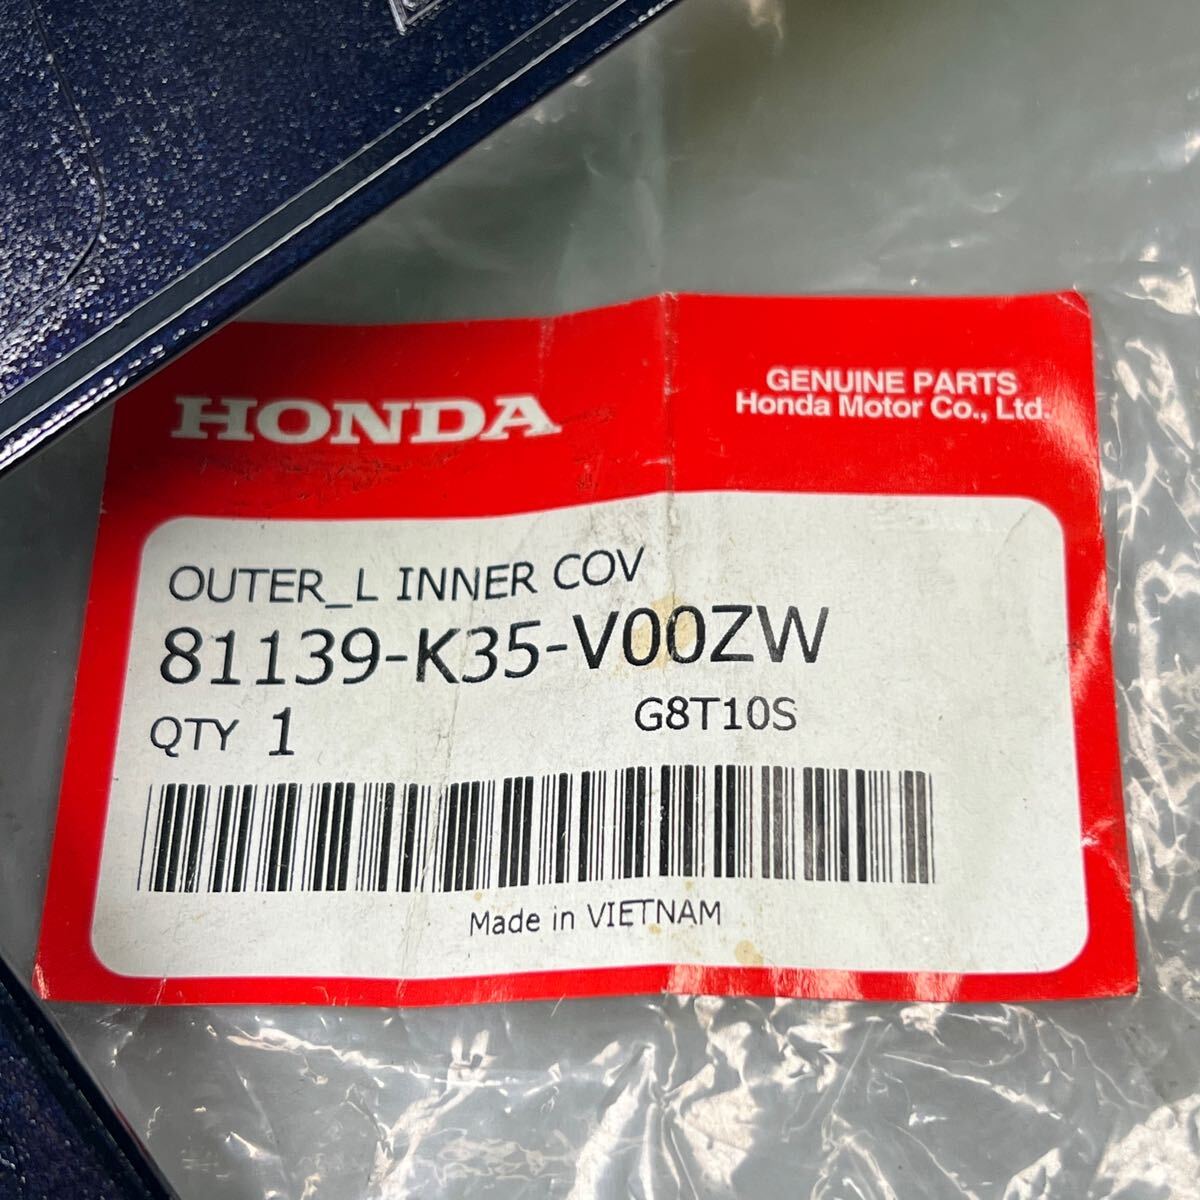 HONDA
GENUINE PARTS
Honda Motor Co., Ltd.
OUTER_L INNER COV
81139-K35-V00ZW
QTY 1
G8T10S
Made in VIETNAM